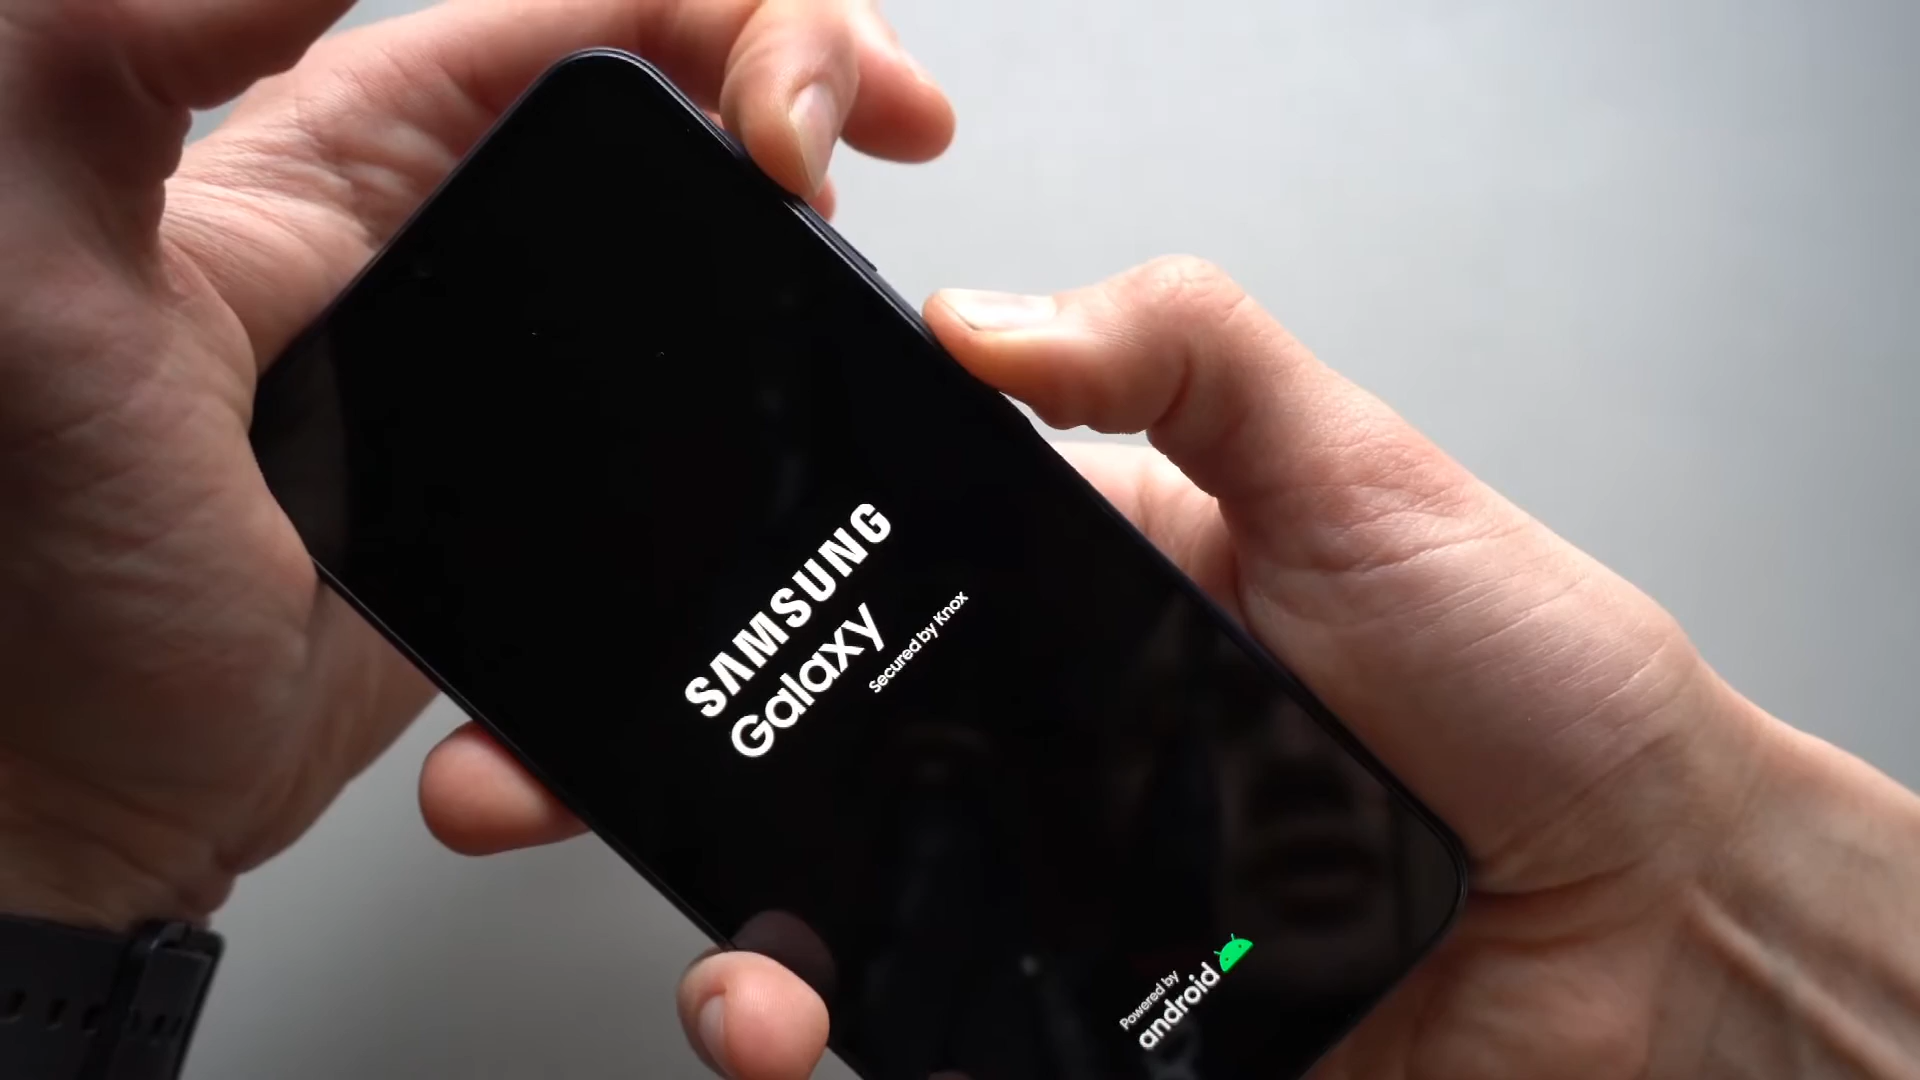 SAMSUNG
Galaxy
Secured by Knox
Powered by
android